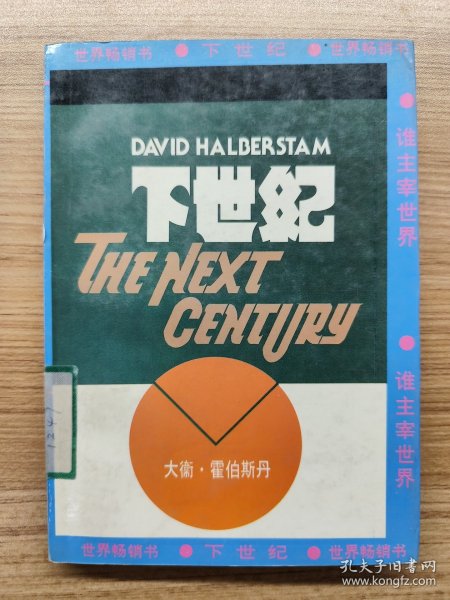 世界畅销书 • 下世纪 • 世界畅销书
DAVID HALBERSTAM
下世紀
THE NEXT
CENTURY
大衞·霍伯斯丹
谁主宰世界
谁主宰世界
世界畅销书 • 下世纪 • 世界畅销书
孔夫子旧书网
www.kongfz.com